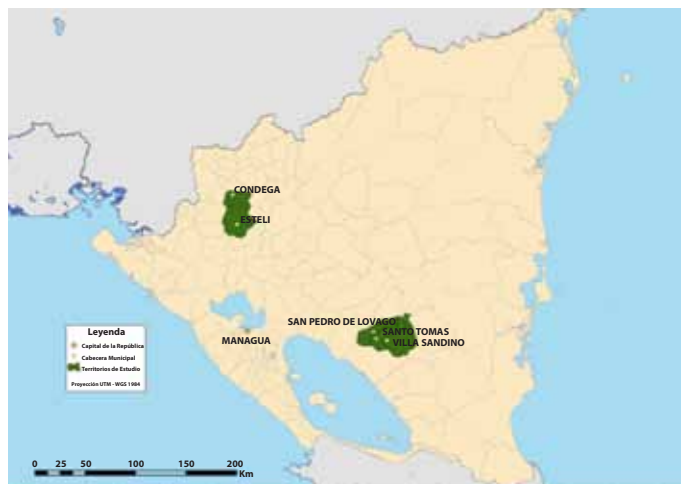 CONDEGA
ESTELI
SAN PEDRO DE LOVAGO
SANTO TOMAS
VILLA SANDINO
MANAGUA
Leyenda
Capital de la República
Cabecera Municipal
Territorios de Estudio
Proyección UTM - WGS 1984
0 25 50 100 150 200
Km